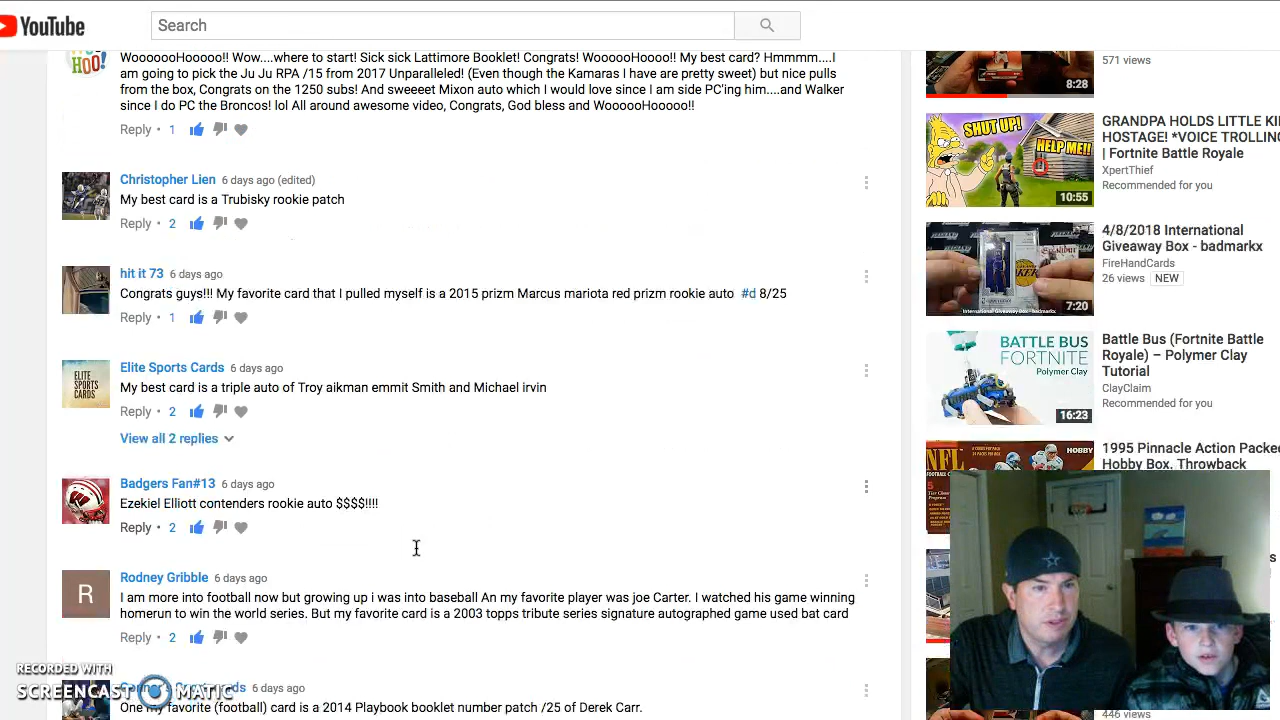 YouTube
Search
HOO!
WoooooHooooo!! Wow....where to start! Sick sick Lattimore Booklet! Congrats! WoooooHoooo!! My best card? Hmmmm....I
am going to pick the Ju Ju RPA /15 from 2017 Unparalleled! (Even though the Kamaras I have are pretty sweet) but nice pulls
from the box, Congrats on the subs! And sweeet Mixon auto which I would love since I am side PC'ing him....and Walker
since I do PC the Broncos! lol All around awesome video, Congrats, God bless and WoooooHooooo!!
Reply • 1
Christopher Lien 6 days ago (edited)
My best card is a Trubisky rookie patch
Reply • 2
hit it 73 6 days ago
Congrats guys!!! My favorite card that I pulled myself is a 2015 prizm Marcus mariota red prizm rookie auto #d 8/25
Reply • 1
ELITE SPORTS CARDS
Elite Sports Cards 6 days ago
My best card is a triple auto of Troy aikman emmit Smith and Michael irvin
Reply • 2
View all 2 replies
Badgers Fan#13 6 days ago
Ezekiel Elliott contenders rookie auto $$$$!!!!
Reply • 2
R
Rodney Gribble 6 days ago
I am more into football now but growing up I was into baseball An my favorite player was joe Carter. I watched his game winning
homerun to win the world series. But my favorite card is a 2003 topps tribute series signature autographed game used bat card
Reply • 2
6 days ago
One my favorite (football) card is a 2014 Playbook booklet number patch /25 of Derek Carr.
RECORDED WITH
SCREENCAST MATIC
571 views
8:28
SHUT UP!
HELP ME!!
10:55
GRANDPA HOLDS LITTLE KI
HOSTAGE! *VOICE TROLLING
| Fortnite Battle Royale
XpertThief
Recommended for you
7:20
4/8/2018 International
Giveaway Box - badmarkx
FireHandCards
26 views NEW
BATTLE BUS
FORTNITE
Polymer Clay
16:23
Battle Bus (Fortnite Battle
Royale) – Polymer Clay
Tutorial
ClayClaim
Recommended for you
NFL
HOBBY
1995 Pinnacle Action Packe
Hobby Box. Throwback
446 views